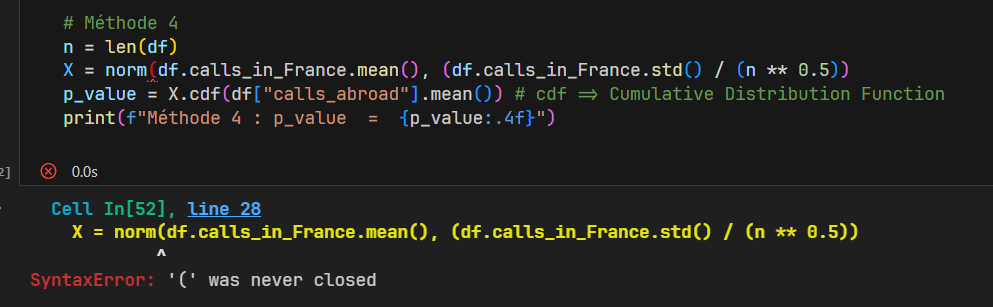 # Méthode 4
n = len(df)
X = norm(df.calls_in_France.mean(), (df.calls_in_France.std() / (n ** 0.5))
p_value = X.cdf(df["calls_abroad"].mean()) # cdf => Cumulative Distribution Function
print(f"Méthode 4 : p_value  =  {p_value:.4f}")
2] 0.0s
Cell In[52], line 28
X = norm(df.calls_in_France.mean(), (df.calls_in_France.std() / (n ** 0.5))
^
SyntaxError: '(' was never closed